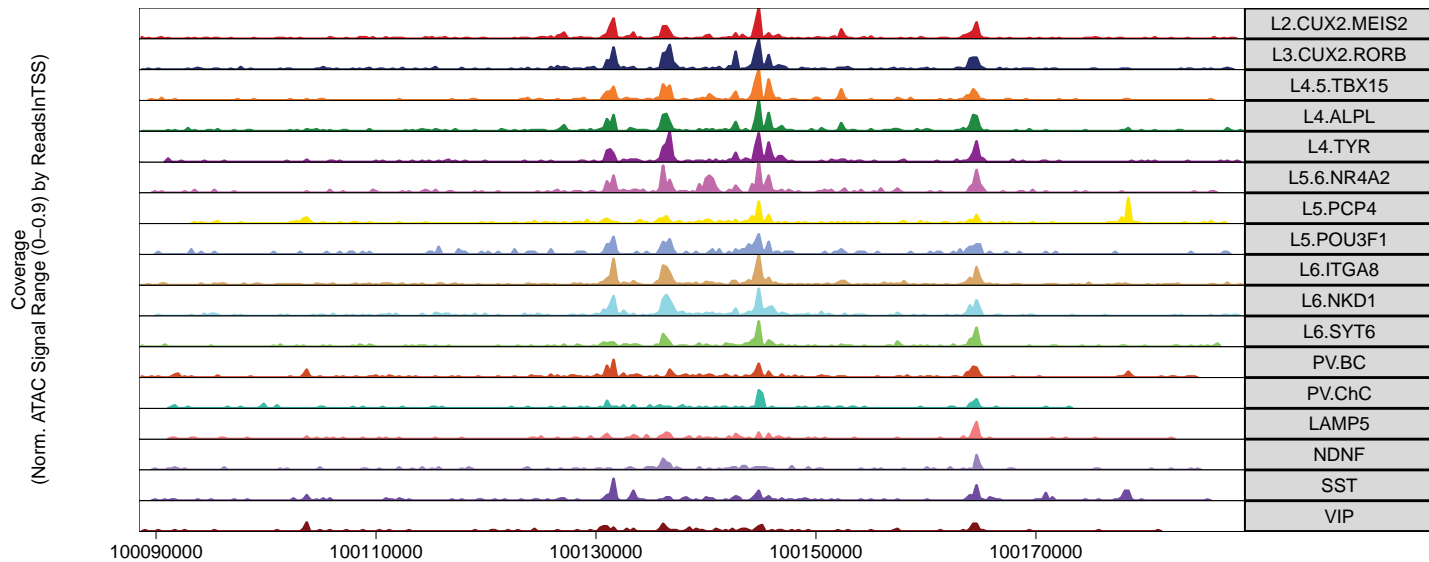 Coverage
(Norm. ATAC Signal Range (0–0.9) by ReadsInTSS)
L2.CUX2.MEIS2
L3.CUX2.RORB
L4.5.TBX15
L4.ALPL
L4.TYR
L5.6.NR4A2
L5.PCP4
L5.POU3F1
L6.ITGA8
L6.NKD1
L6.SYT6
PV.BC
PV.ChC
LAMP5
NDNF
SST
VIP
100090000 100110000 100130000 100150000 100170000